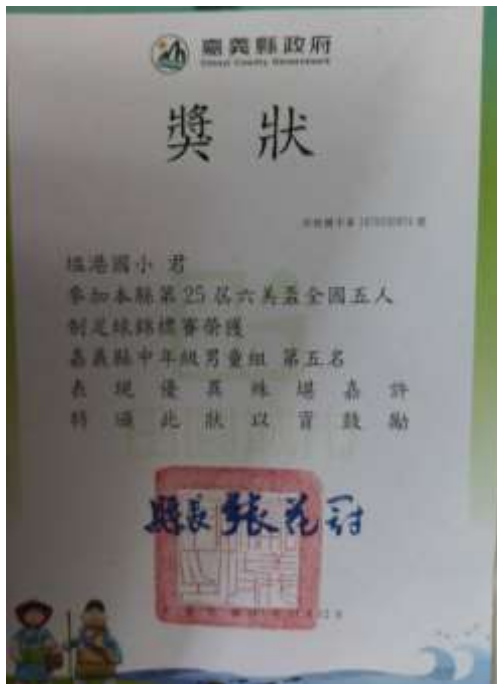 嘉義縣政府
Chiayi County Government
獎狀
塭港國小 君
參加本縣第25屆六美盃全國五人
制足球錦標賽榮獲
嘉義縣中年級男童組 第五名
表現優異殊堪嘉許
特頒此狀以資鼓勵
縣長張花冠